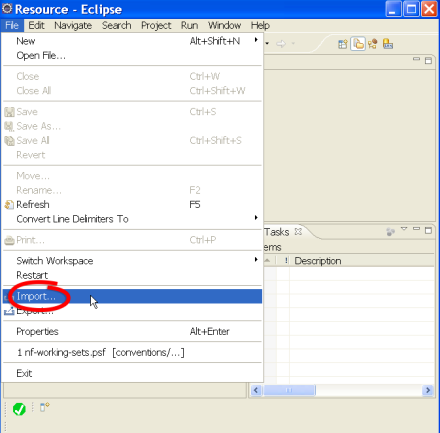 Resource - Eclipse
File Edit Navigate Search Project Run Window Help
New Alt+Shift+N
Open File...
Close Ctrl+W
Close All Ctrl+Shift+W
Save Ctrl+S
Save As...
Save All Ctrl+Shift+S
Revert
Move...
Rename... F2
Refresh F5
Convert Line Delimiters To
Tasks
Print... Ctrl+P
ems
Switch Workspace
! Description
Restart
Import...
Export...
Properties Alt+Enter
1 nf-working-sets.psf [conventions/...]
Exit